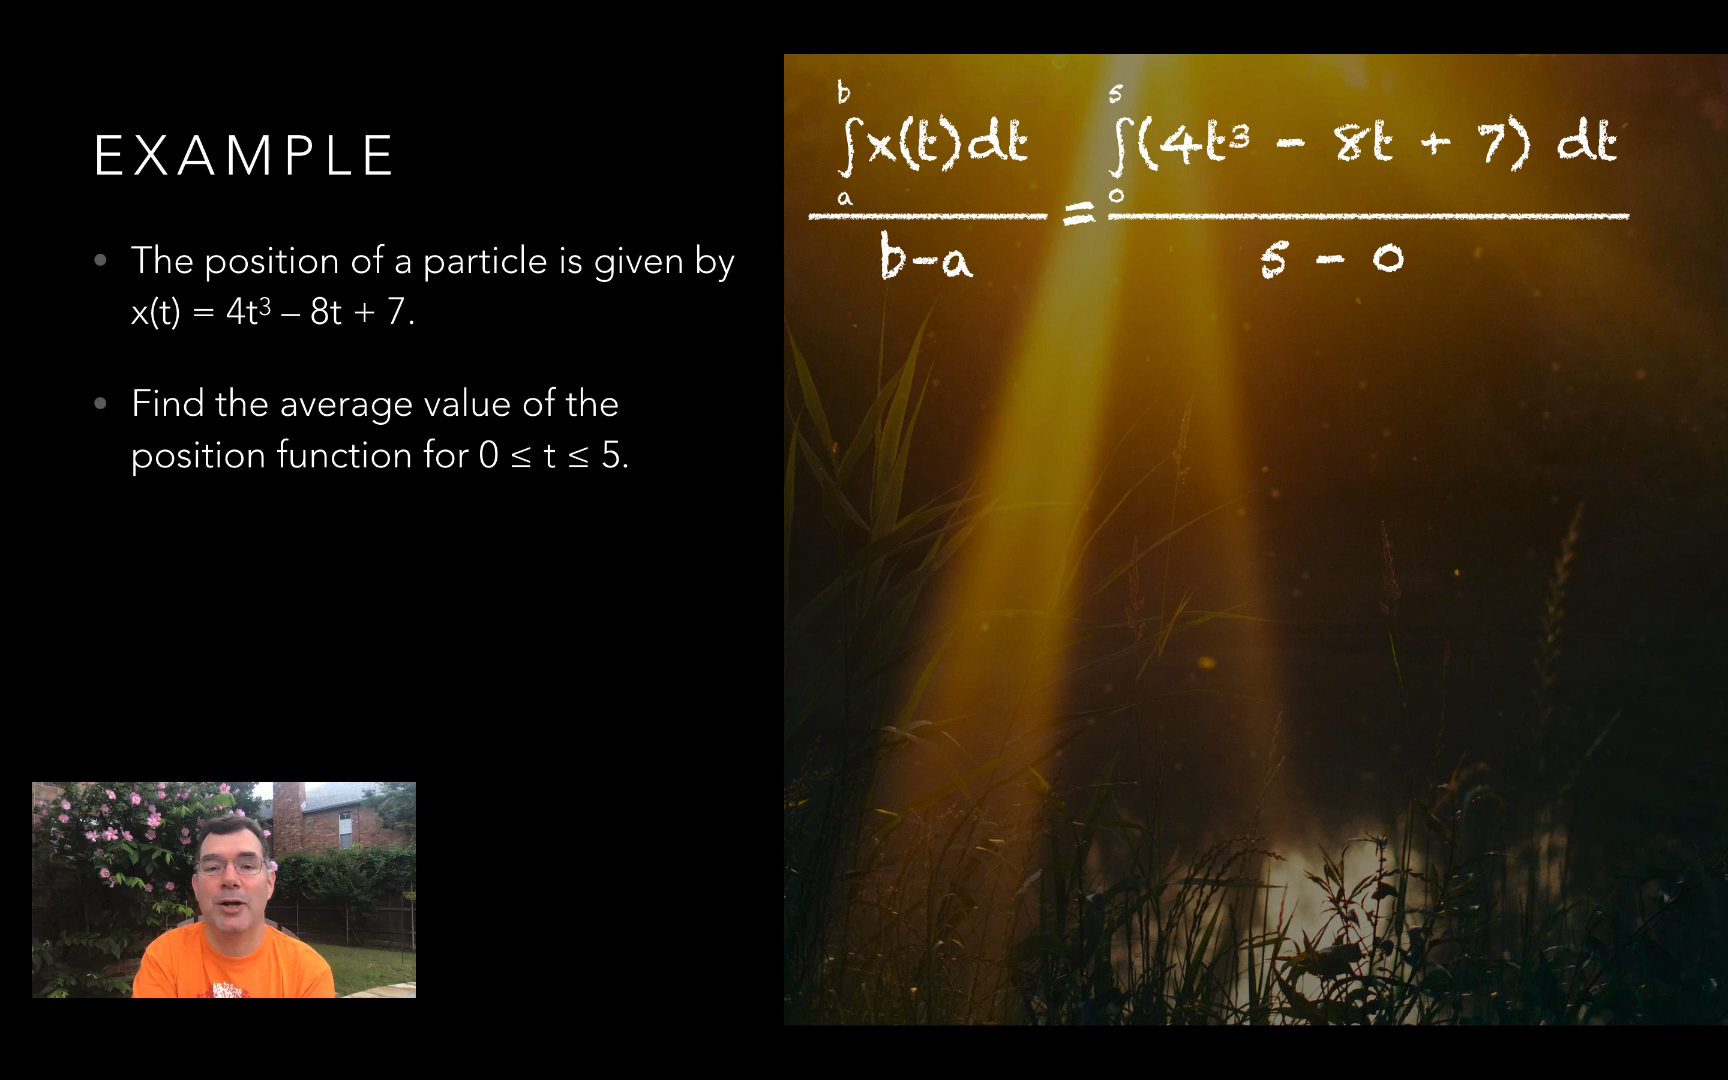 EXAMPLE
• The position of a particle is given by
x(t) = 4t³ – 8t + 7.
• Find the average value of the
position function for 0 ≤ t ≤ 5.
b 5
∫x(t)dt ∫(4t³ - 8t + 7) dt
a = 0
b-a 5 - 0